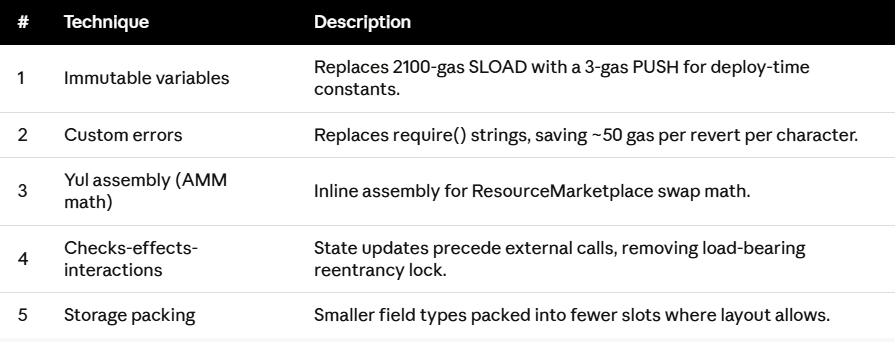 # Technique Description
1 Immutable variables Replaces 2100-gas SLOAD with a 3-gas PUSH for deploy-time
constants.
2 Custom errors Replaces require() strings, saving ~50 gas per revert per character.
3 Yul assembly (AMM
math) Inline assembly for ResourceMarketplace swap math.
4 Checks-effects-
interactions State updates precede external calls, removing load-bearing
reentrancy lock.
5 Storage packing Smaller field types packed into fewer slots where layout allows.